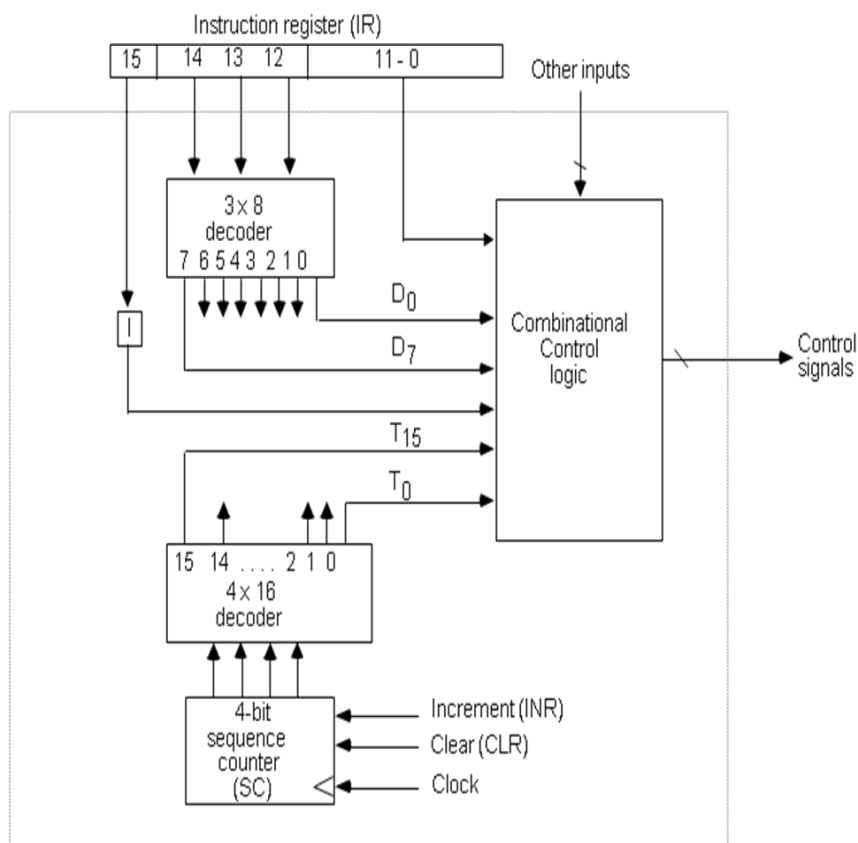 Instruction register (IR)
15 14 13 12 11 - 0
Other inputs
3 x 8
decoder
7 6 5 4 3 2 1 0
D0
I
Combinational
Control
logic
D7
Control
signals
T15
T0
15 14 .... 2 1 0
4 x 16
decoder
4-bit
sequence
counter
(SC)
Increment (INR)
Clear (CLR)
Clock